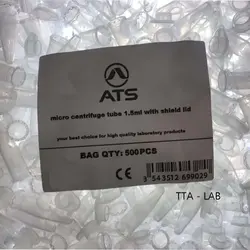 ATS
micro centrifuge tube 1.5ml with shield lid
your best choice for high quality laboratory products
BAG QTY: 500PCS
CE
3 543512 699029
TTA - LAB